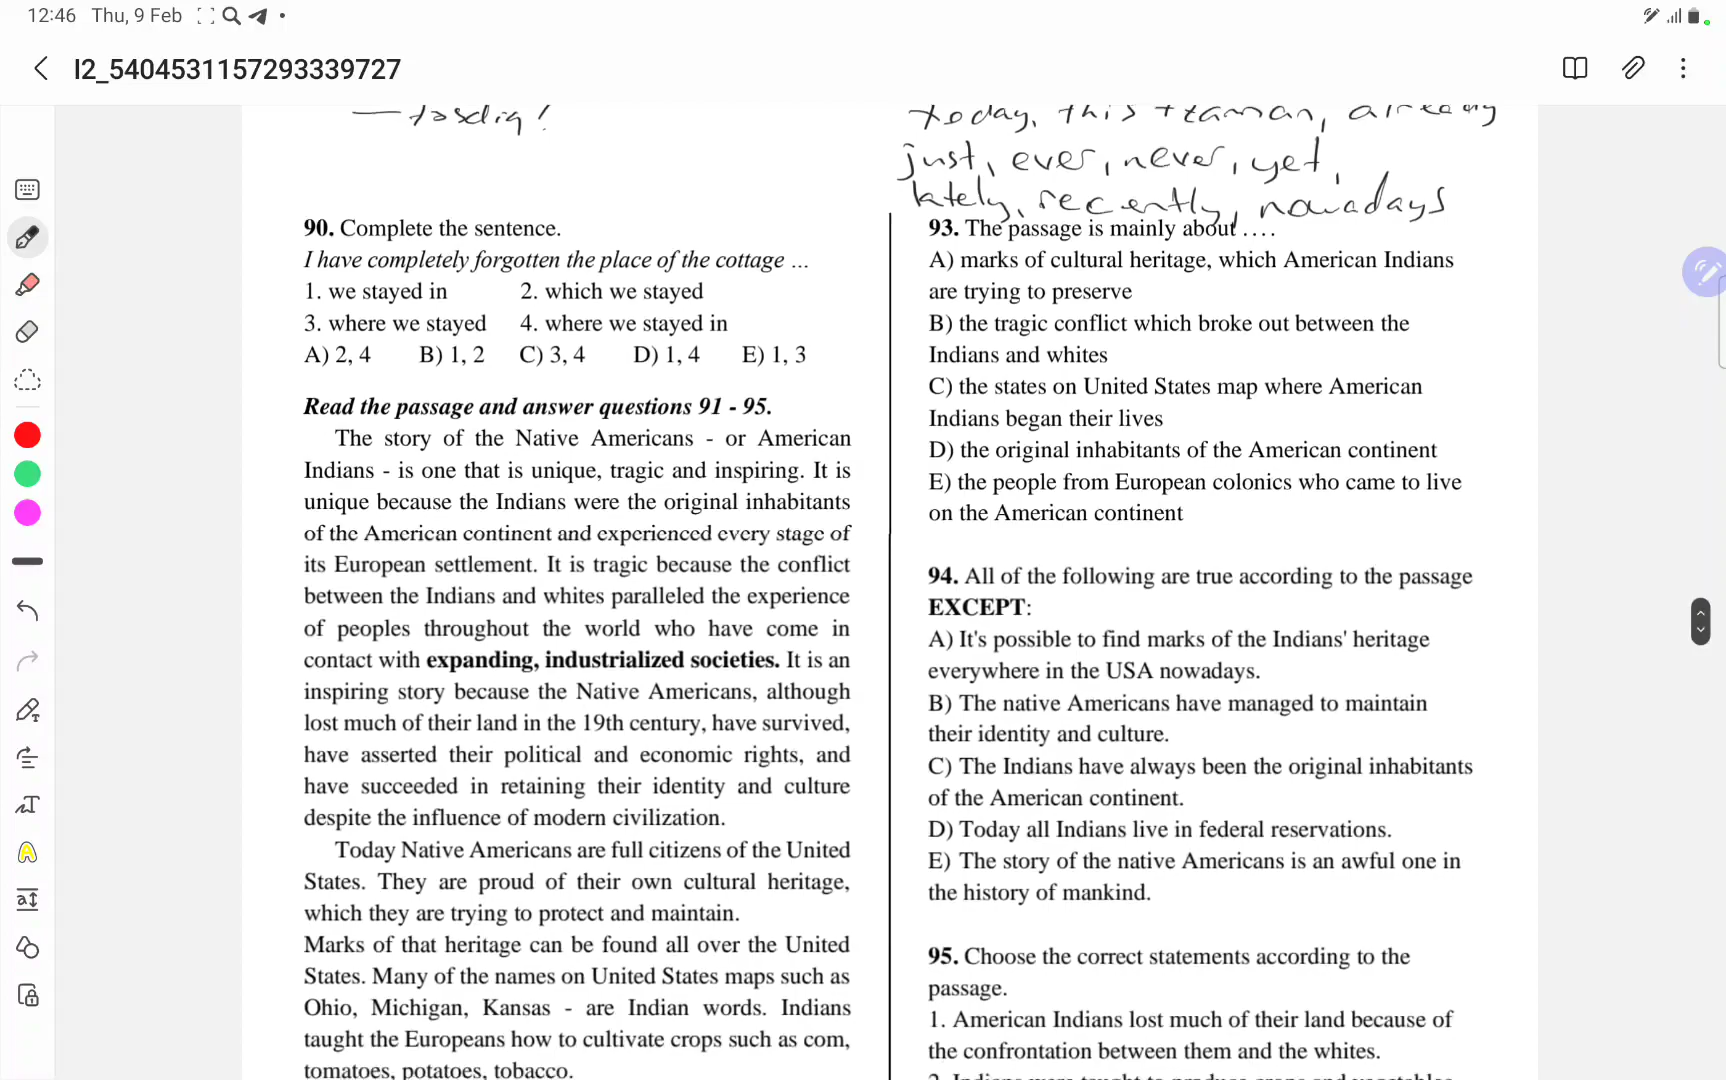 12:46 Thu, 9 Feb
I2_5404531157293339727
today, this + zaman, already
just, ever, never, yet,
lately, recently, nowadays
90. Complete the sentence.
I have completely forgotten the place of the cottage ...
1. we stayed in 2. which we stayed
3. where we stayed 4. where we stayed in
A) 2, 4 B) 1, 2 C) 3, 4 D) 1, 4 E) 1, 3
Read the passage and answer questions 91 - 95.
The story of the Native Americans - or American
Indians - is one that is unique, tragic and inspiring. It is
unique because the Indians were the original inhabitants
of the American continent and experienced every stage of
its European settlement. It is tragic because the conflict
between the Indians and whites paralleled the experience
of peoples throughout the world who have come in
contact with expanding, industrialized societies. It is an
inspiring story because the Native Americans, although
lost much of their land in the 19th century, have survived,
have asserted their political and economic rights, and
have succeeded in retaining their identity and culture
despite the influence of modern civilization.
Today Native Americans are full citizens of the United
States. They are proud of their own cultural heritage,
which they are trying to protect and maintain.
Marks of that heritage can be found all over the United
States. Many of the names on United States maps such as
Ohio, Michigan, Kansas - are Indian words. Indians
taught the Europeans how to cultivate crops such as com,
tomatoes, potatoes, tobacco.
93. The passage is mainly about ....
A) marks of cultural heritage, which American Indians
are trying to preserve
B) the tragic conflict which broke out between the
Indians and whites
C) the states on United States map where American
Indians began their lives
D) the original inhabitants of the American continent
E) the people from European colonics who came to live
on the American continent
94. All of the following are true according to the passage
EXCEPT:
A) It's possible to find marks of the Indians' heritage
everywhere in the USA nowadays.
B) The native Americans have managed to maintain
their identity and culture.
C) The Indians have always been the original inhabitants
of the American continent.
D) Today all Indians live in federal reservations.
E) The story of the native Americans is an awful one in
the history of mankind.
95. Choose the correct statements according to the
passage.
1. American Indians lost much of their land because of
the confrontation between them and the whites.